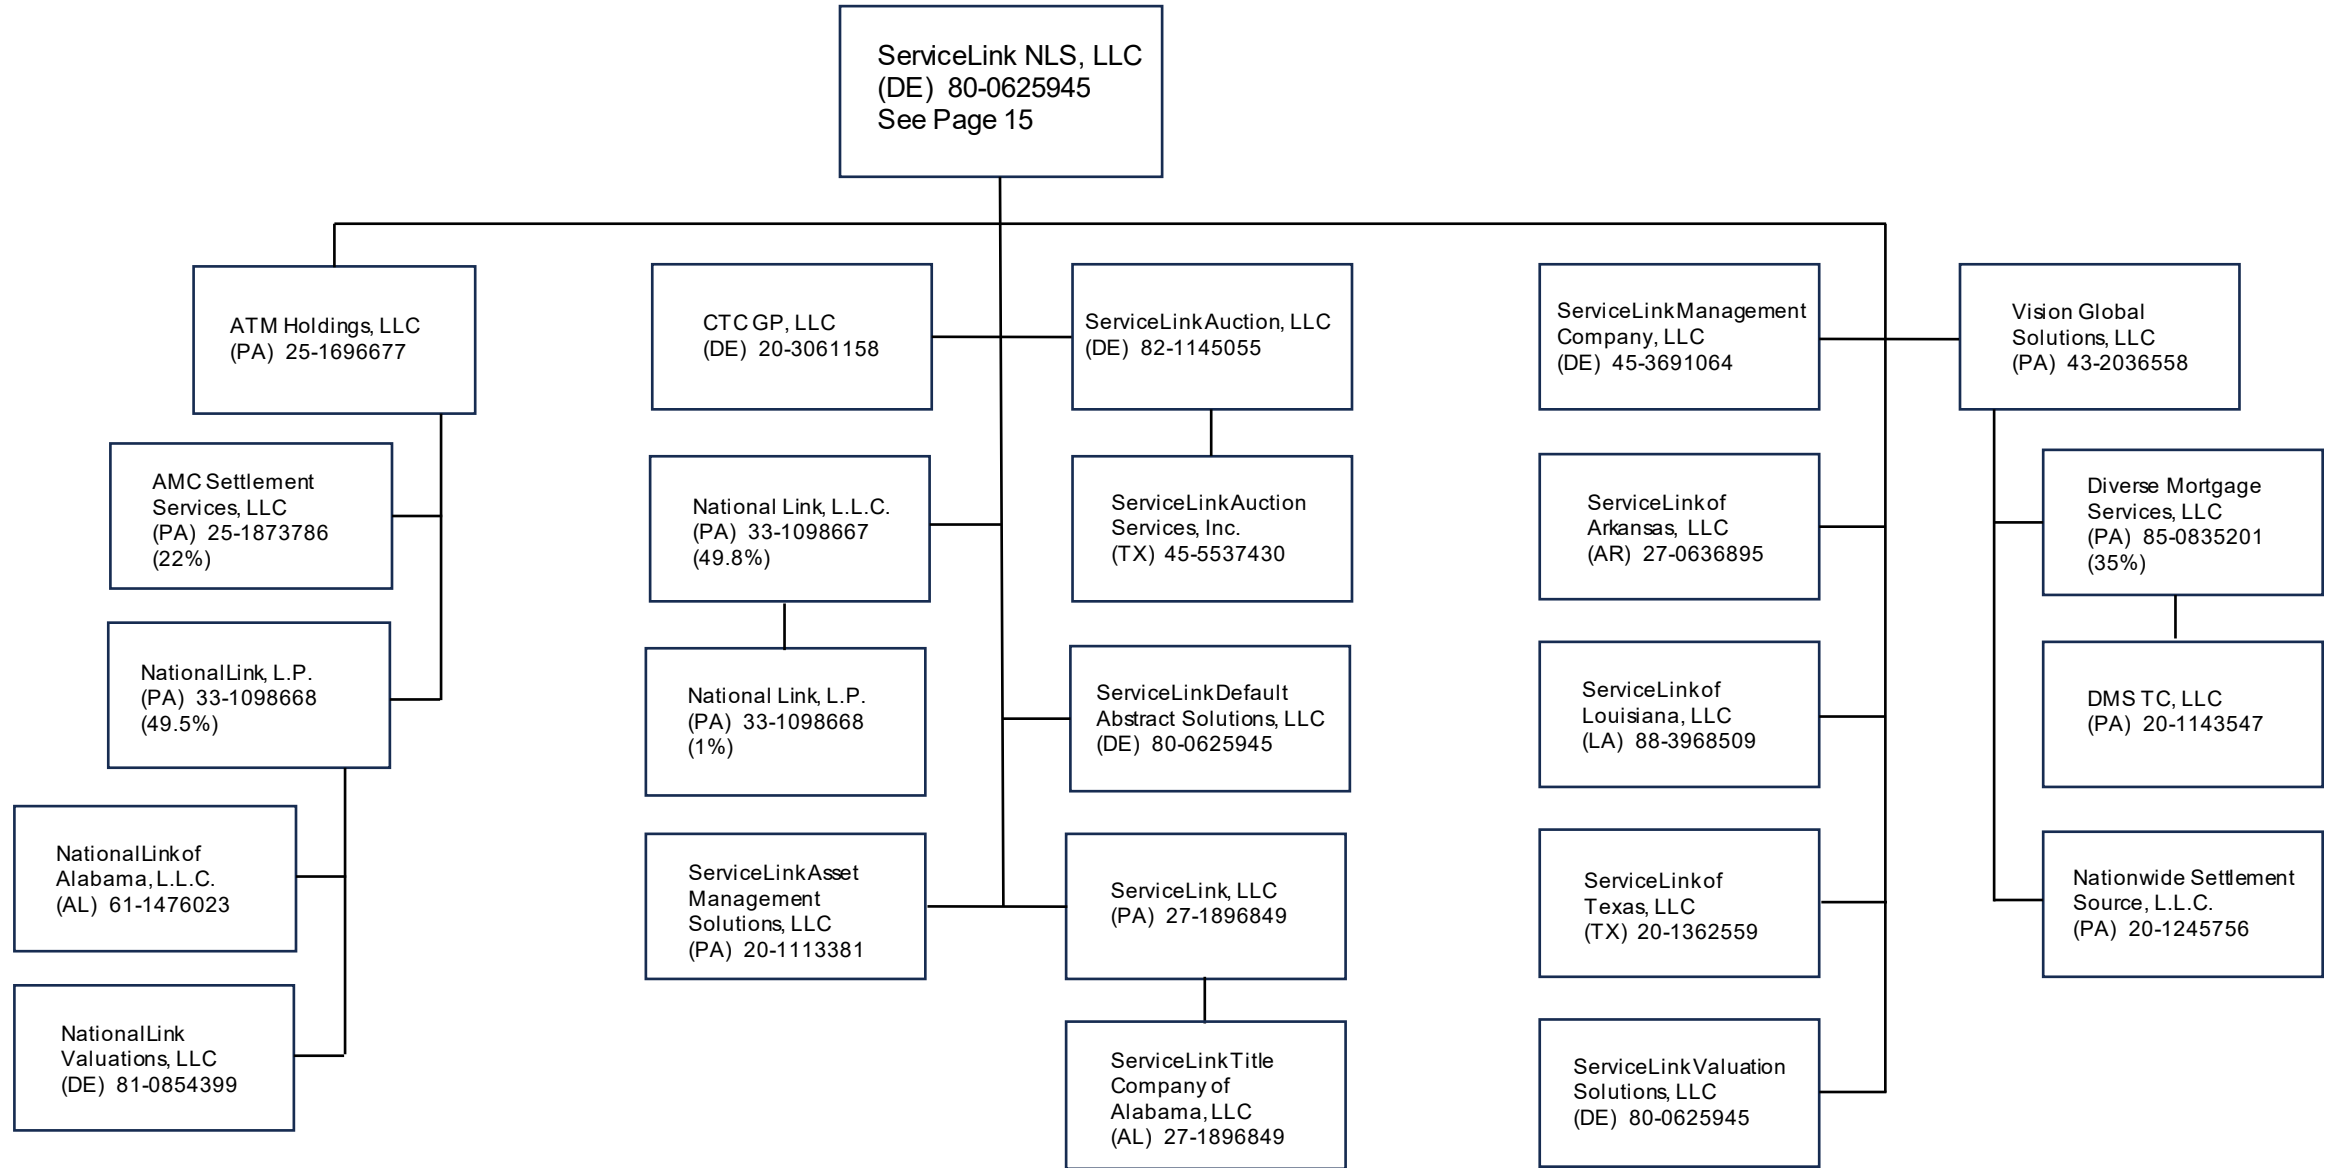 ServiceLink NLS, LLC
(DE) 80-0625945
See Page 15
ATM Holdings, LLC
(PA) 25-1696677
AMC Settlement
Services, LLC
(PA) 25-1873786
(22%)
NationalLink, L.P.
(PA) 33-1098668
(49.5%)
NationalLink of
Alabama, L.L.C.
(AL) 61-1476023
NationalLink
Valuations, LLC
(DE) 81-0854399
CTC GP, LLC
(DE) 20-3061158
National Link, L.L.C.
(PA) 33-1098667
(49.8%)
National Link, L.P.
(PA) 33-1098668
(1%)
ServiceLink Asset
Management
Solutions, LLC
(PA) 20-1113381
ServiceLink Auction, LLC
(DE) 82-1145055
ServiceLink Auction
Services, Inc.
(TX) 45-5537430
ServiceLink Default
Abstract Solutions, LLC
(DE) 80-0625945
ServiceLink, LLC
(PA) 27-1896849
ServiceLink Title
Company of
Alabama, LLC
(AL) 27-1896849
ServiceLink Management
Company, LLC
(DE) 45-3691064
ServiceLink of
Arkansas, LLC
(AR) 27-0636895
ServiceLink of
Louisiana, LLC
(LA) 88-3968509
ServiceLink of
Texas, LLC
(TX) 20-1362559
ServiceLink Valuation
Solutions, LLC
(DE) 80-0625945
Vision Global
Solutions, LLC
(PA) 43-2036558
Diverse Mortgage
Services, LLC
(PA) 85-0835201
(35%)
DMS TC, LLC
(PA) 20-1143547
Nationwide Settlement
Source, L.L.C.
(PA) 20-1245756